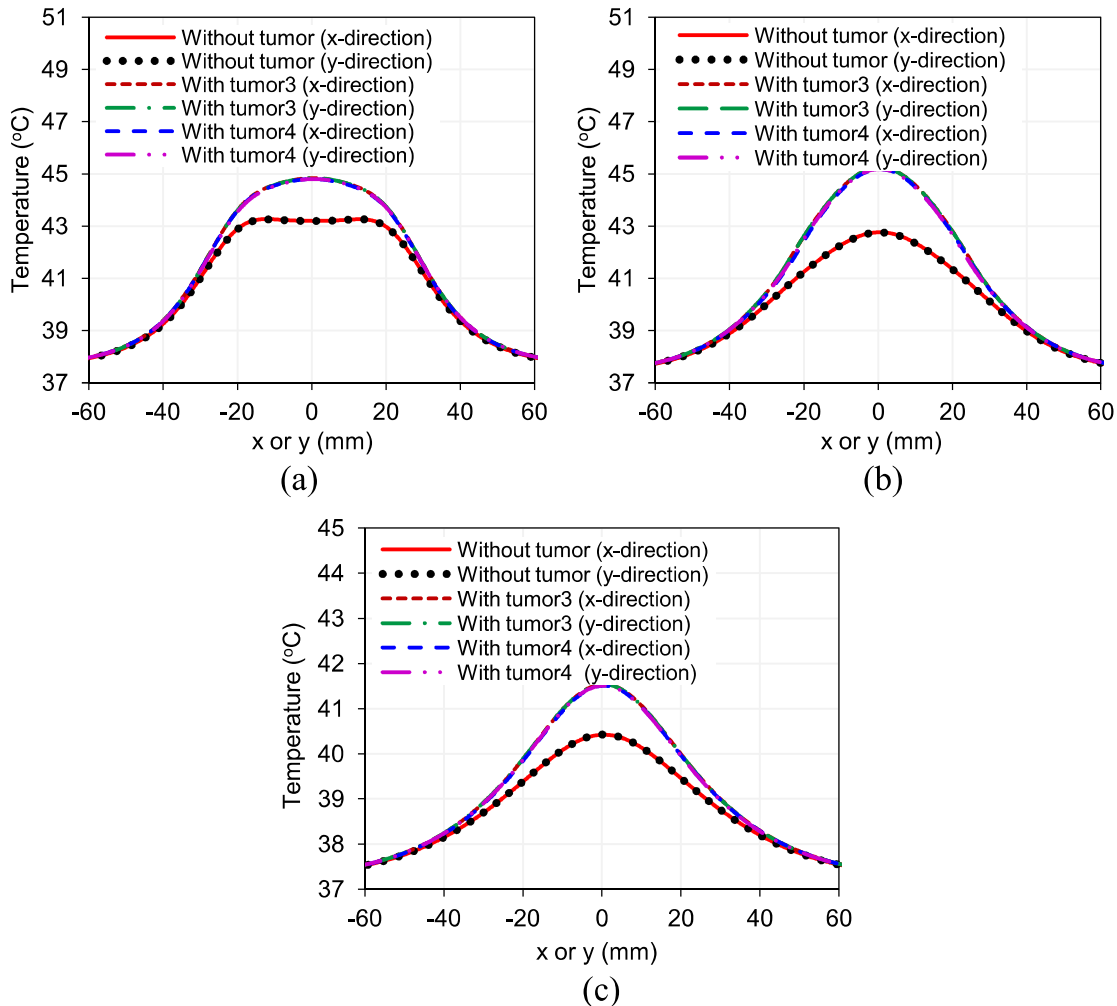 51
49
47
45
43
41
39
37
Temperature (°C)
Without tumor (x-direction)
Without tumor (y-direction)
With tumor3 (x-direction)
With tumor3 (y-direction)
With tumor4 (x-direction)
With tumor4 (y-direction)
-60 -40 -20 0 20 40 60
x or y (mm)
(a)
51
49
47
45
43
41
39
37
Temperature (°C)
Without tumor (x-direction)
Without tumor (y-direction)
With tumor3 (x-direction)
With tumor3 (y-direction)
With tumor4 (x-direction)
With tumor4 (y-direction)
-60 -40 -20 0 20 40 60
x or y (mm)
(b)
45
44
43
42
41
40
39
38
37
Temperature (°C)
Without tumor (x-direction)
Without tumor (y-direction)
With tumor3 (x-direction)
With tumor3 (y-direction)
With tumor4 (x-direction)
With tumor4 (y-direction)
-60 -40 -20 0 20 40 60
x or y (mm)
(c)